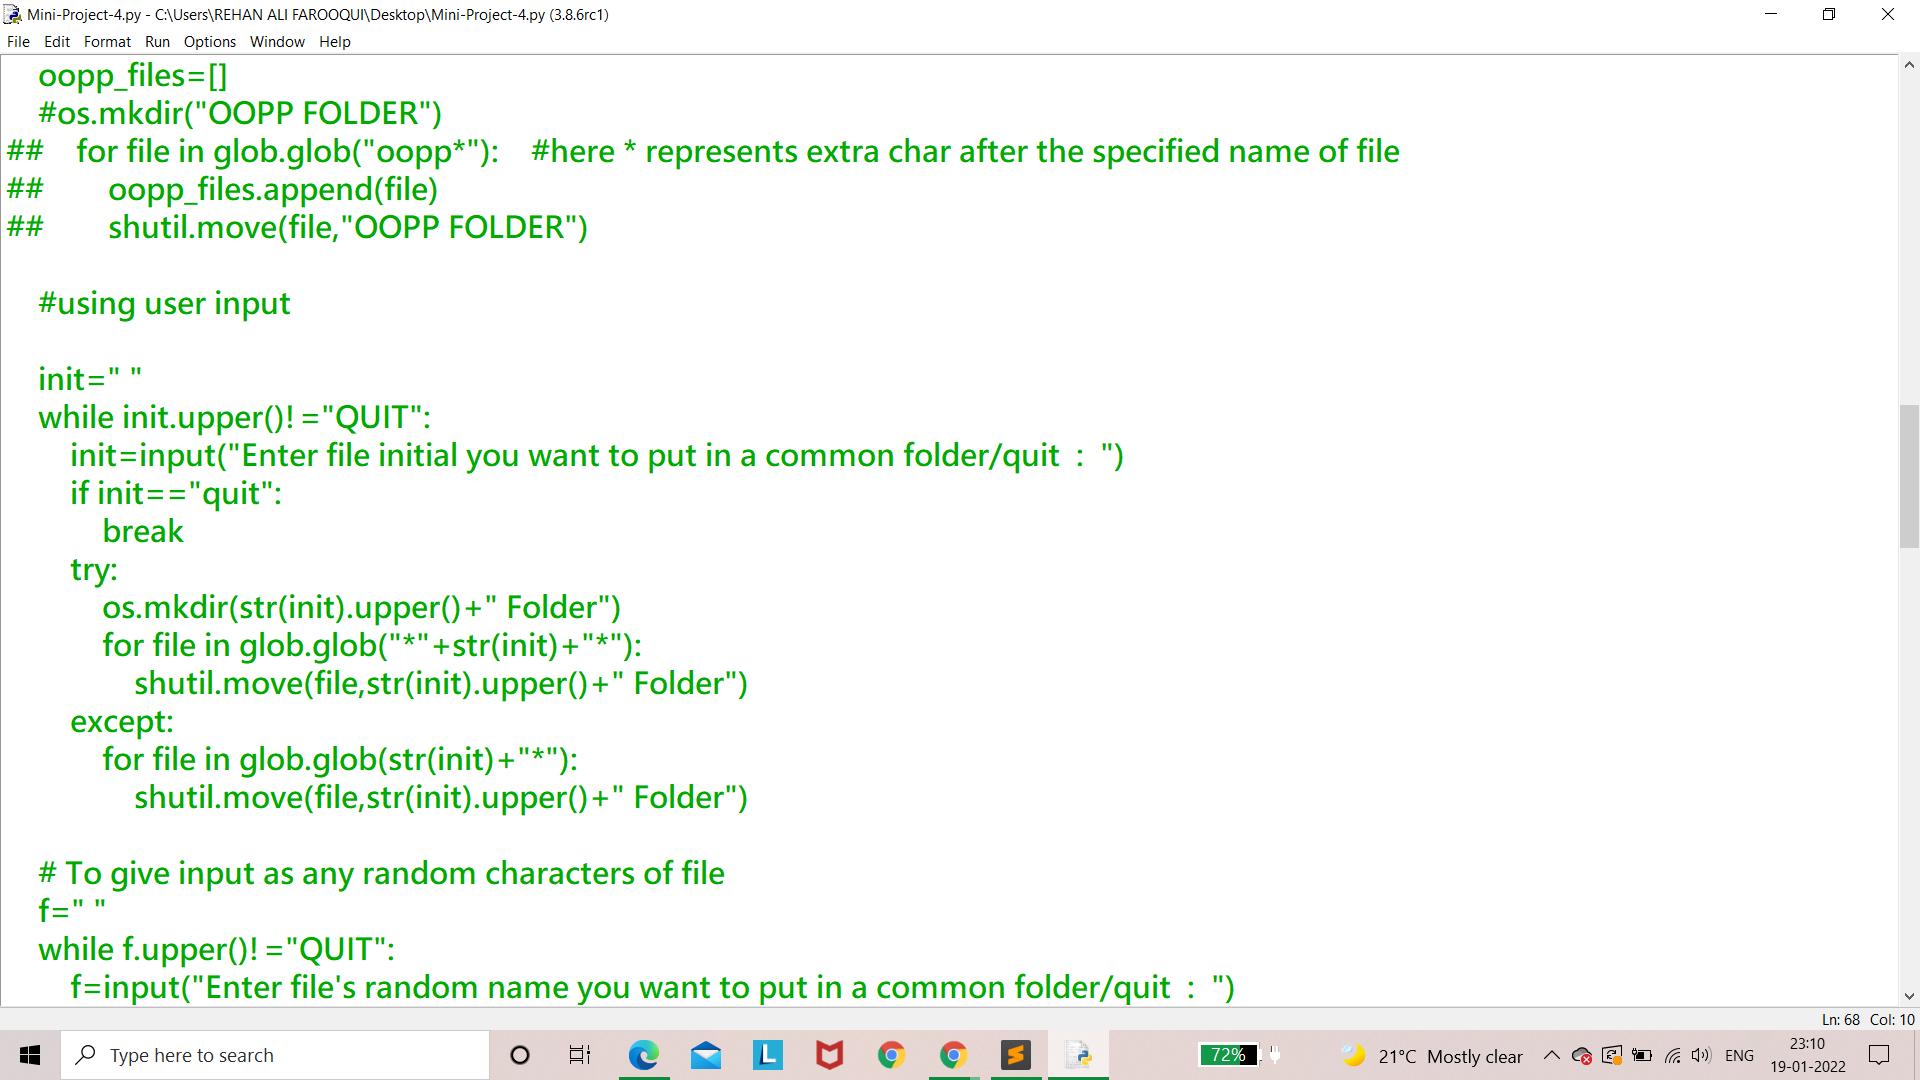 Mini-Project-4.py - C:\Users\REHAN ALI FAROOQUI\Desktop\Mini-Project-4.py (3.8.6rc1)
File Edit Format Run Options Window Help
    oopp_files=[]
    #os.mkdir("OOPP FOLDER")
##    for file in glob.glob("oopp*"):    #here * represents extra char after the specified name of file
##        oopp_files.append(file)
##        shutil.move(file,"OOPP FOLDER")
    #using user input
    init=" "
    while init.upper()! ="QUIT":
        init=input("Enter file initial you want to put in a common folder/quit  :  ")
        if init=="quit":
            break
        try:
            os.mkdir(str(init).upper()+" Folder")
            for file in glob.glob("*"+str(init)+"*"):
                shutil.move(file,str(init).upper()+" Folder")
        except:
            for file in glob.glob(str(init)+"*"):
                shutil.move(file,str(init).upper()+" Folder")
    # To give input as any random characters of file
    f=" "
    while f.upper()! ="QUIT":
        f=input("Enter file's random name you want to put in a common folder/quit  :  ")
Ln: 68 Col: 10
Type here to search
L
S
72%
21°C Mostly clear
ENG
23:10
19-01-2022